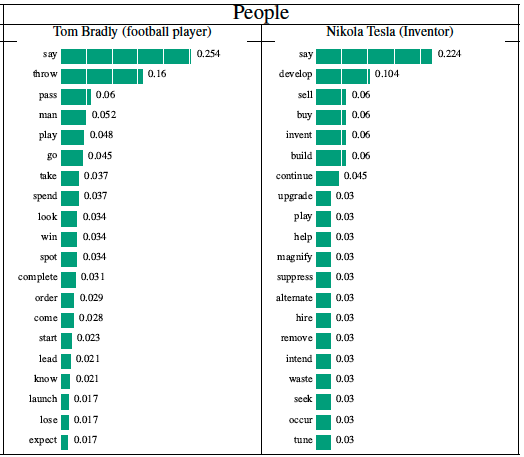 People
Tom Bradly (football player)
say 0.254
throw 0.16
pass 0.06
man 0.052
play 0.048
go 0.045
take 0.037
spend 0.037
look 0.034
win 0.034
spot 0.034
complete 0.031
order 0.029
come 0.028
start 0.023
lead 0.021
know 0.021
launch 0.017
lose 0.017
expect 0.017
Nikola Tesla (Inventor)
say 0.224
develop 0.104
sell 0.06
buy 0.06
invent 0.06
build 0.06
continue 0.045
upgrade 0.03
play 0.03
help 0.03
magnify 0.03
suppress 0.03
alternate 0.03
hire 0.03
remove 0.03
intend 0.03
waste 0.03
seek 0.03
occur 0.03
tune 0.03